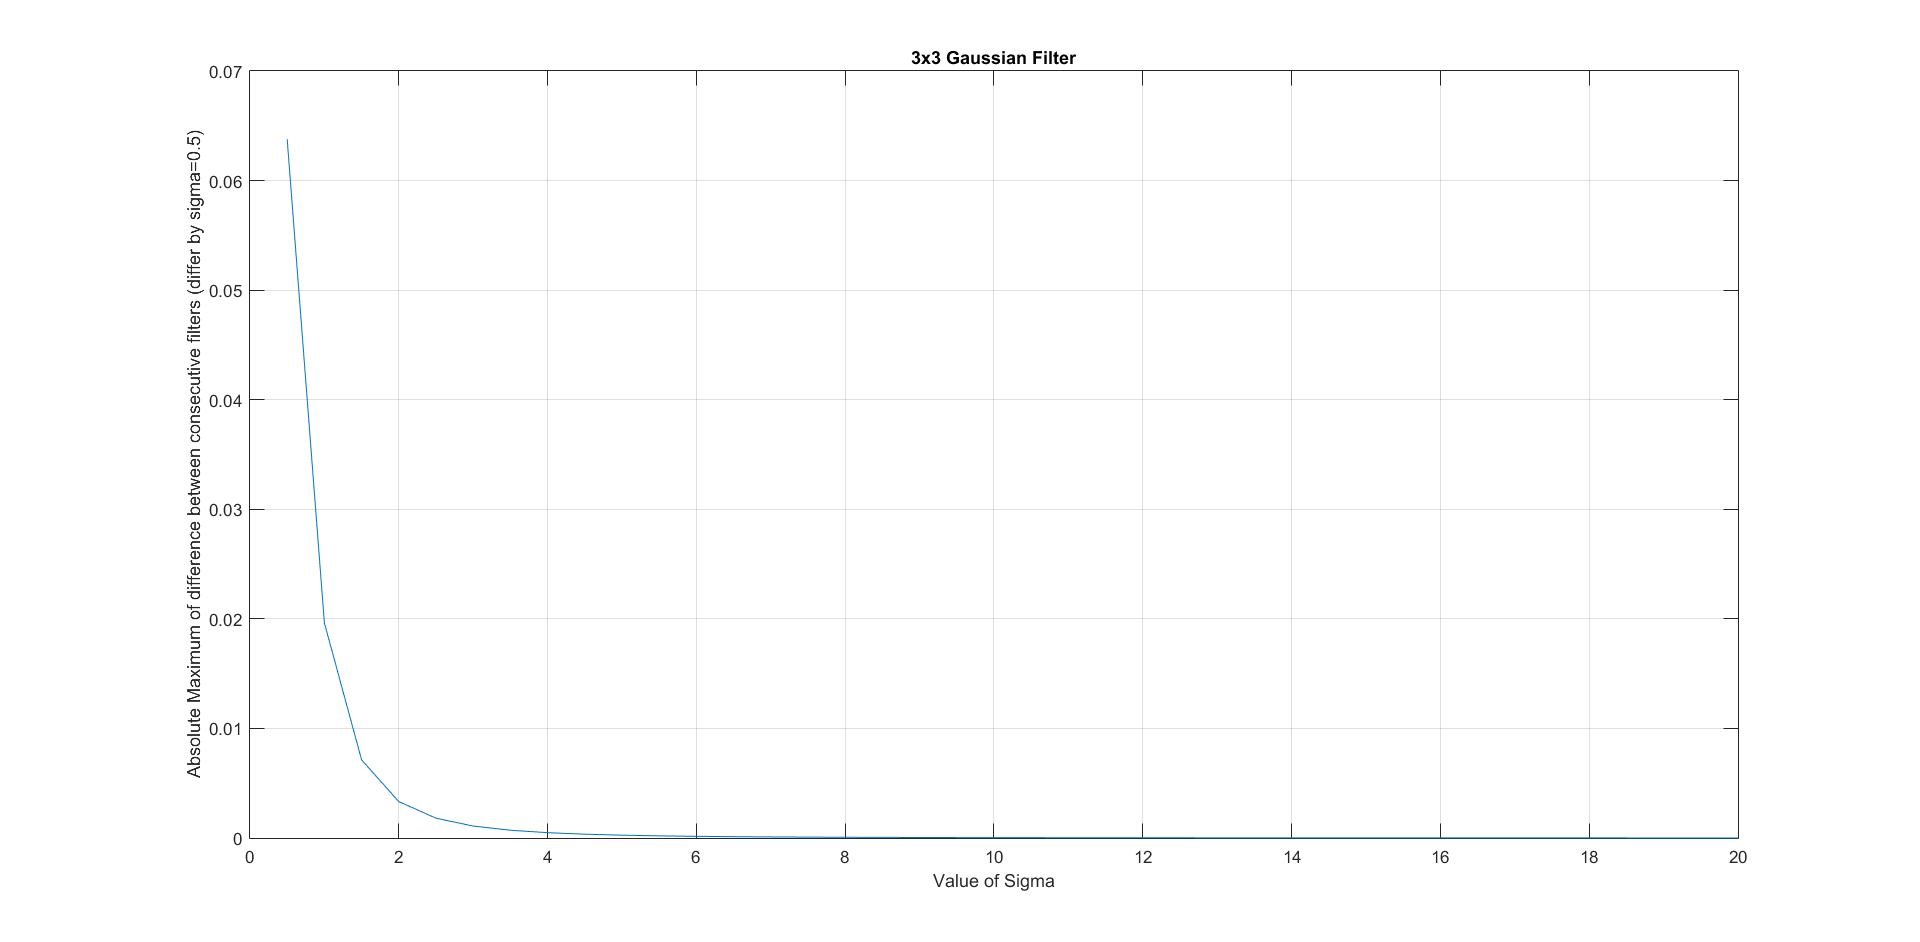 3x3 Gaussian Filter
Absolute Maximum of difference between consecutive filters (differ by sigma=0.5)
0.07
0.06
0.05
0.04
0.03
0.02
0.01
0
0 2 4 6 8 10 12 14 16 18 20
Value of Sigma